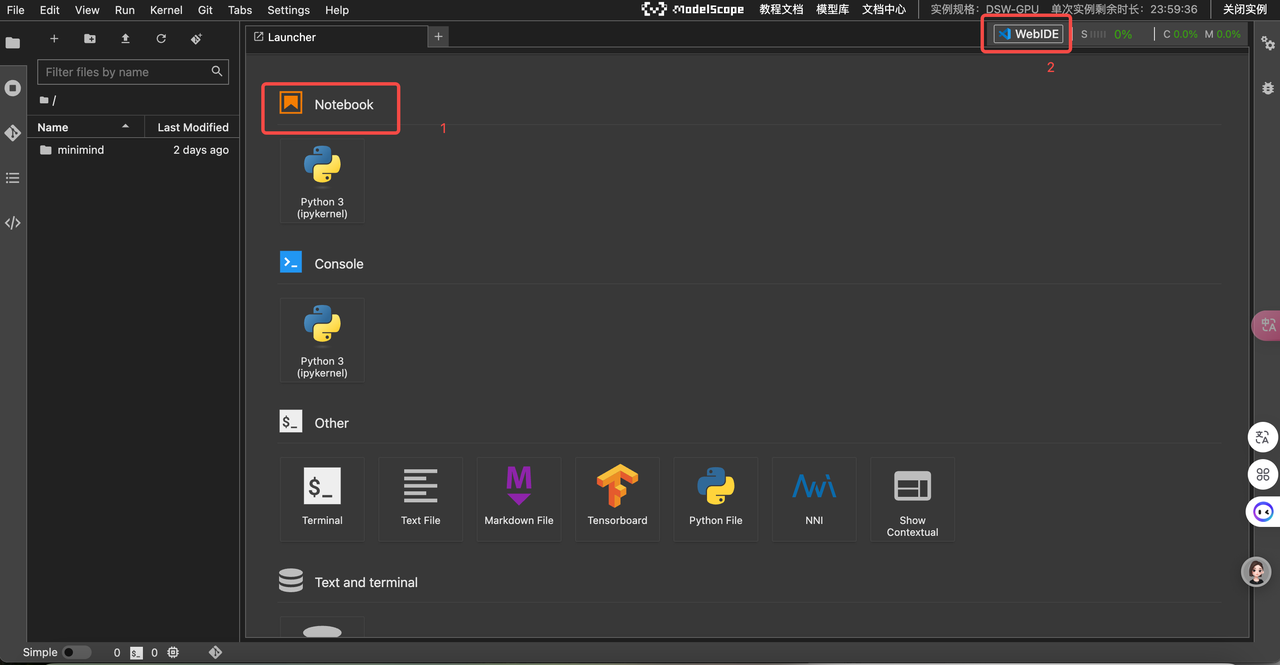 File Edit View Run Kernel Git Tabs Settings Help
ModelScope 教程文档 模型库 文档中心 实例规格：DSW-GPU 单次实例剩余时长：23:59:36 关闭实例
Launcher
WebIDE S 0% C 0.0% M 0.0%
2
Filter files by name
/
Name Last Modified
minimind 2 days ago
Notebook
1
Python 3
(ipykernel)
Console
Python 3
(ipykernel)
$_ Other
$_
Terminal
Text File
Markdown File
Tensorboard
Python File
NNI
Show
Contextual
Text and terminal
Simple 0 $_ 0